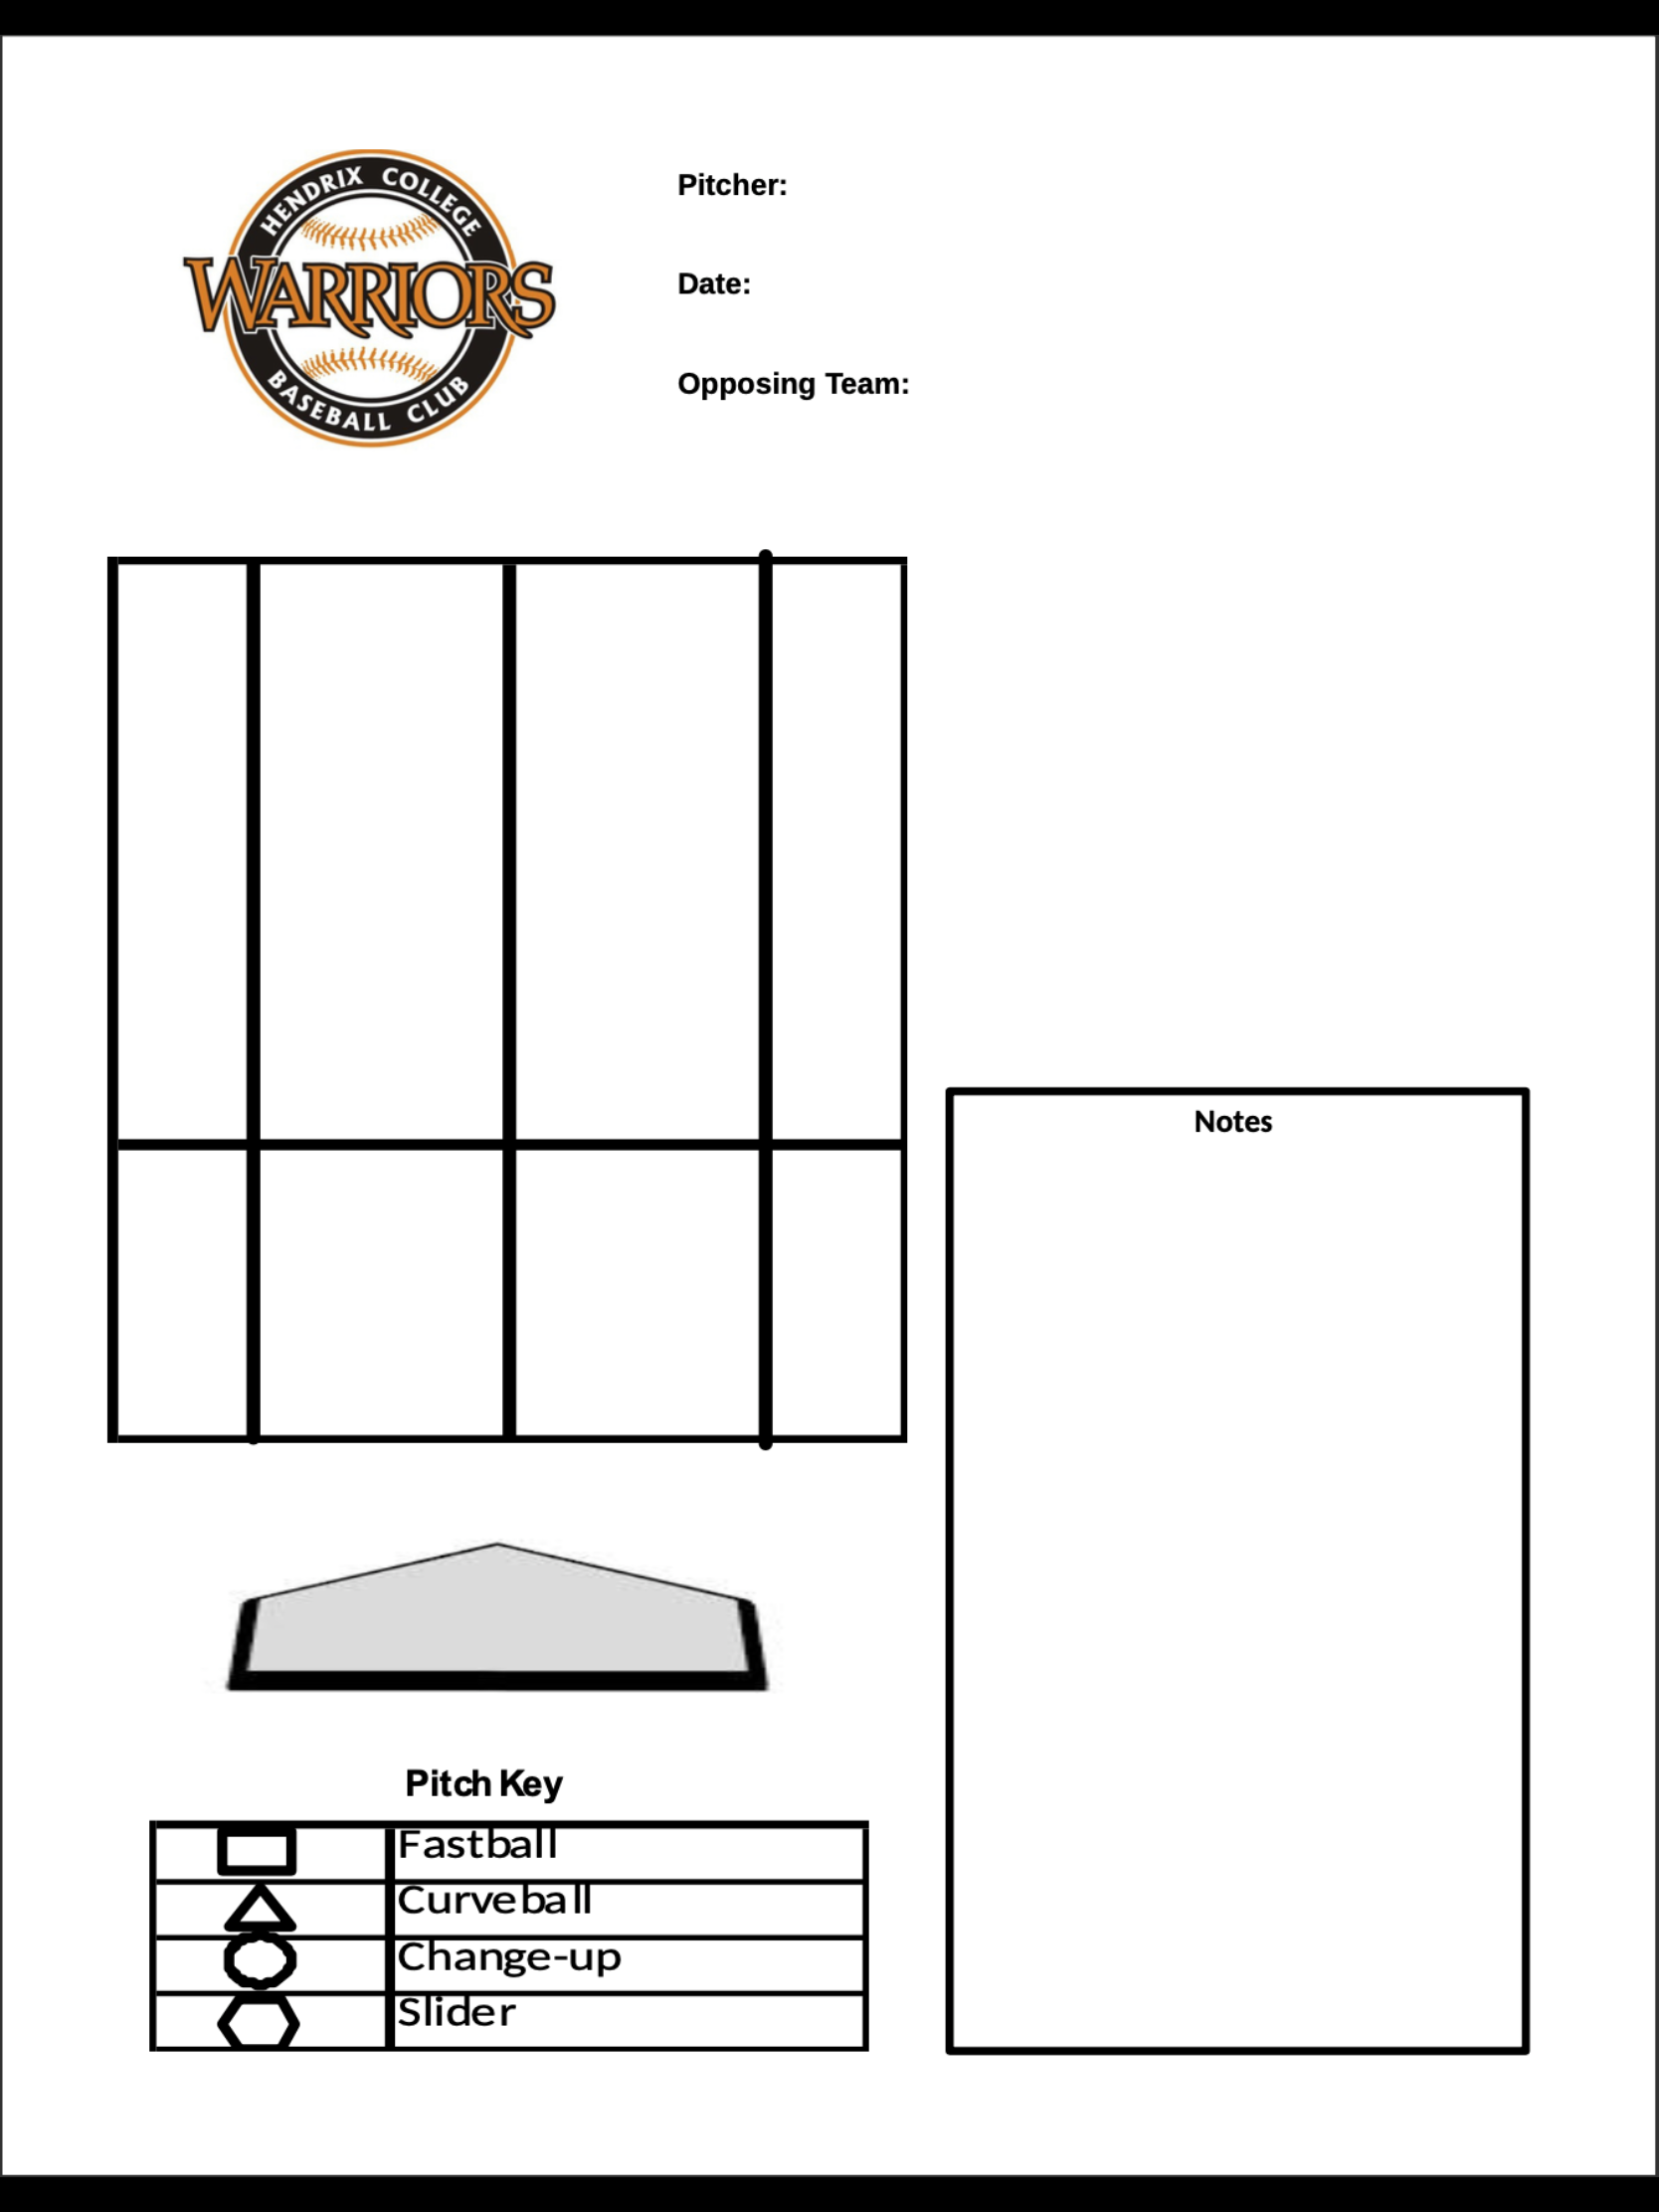 HENDRIX COLLEGE
WARRIORS
BASEBALL CLUB
Pitcher:
Date:
Opposing Team:
Notes
Pitch Key
Fastball
Curveball
Change-up
Slider